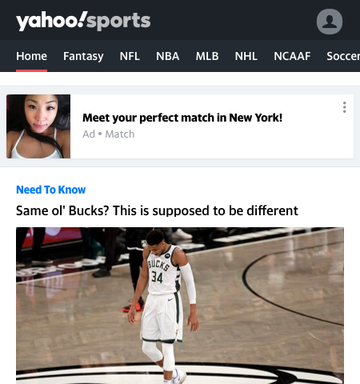 yahoo!sports
Home Fantasy NFL NBA MLB NHL NCAAF Soccer
Meet your perfect match in New York!
Ad • Match
Need To Know
Same ol' Bucks? This is supposed to be different
BUCKS
34